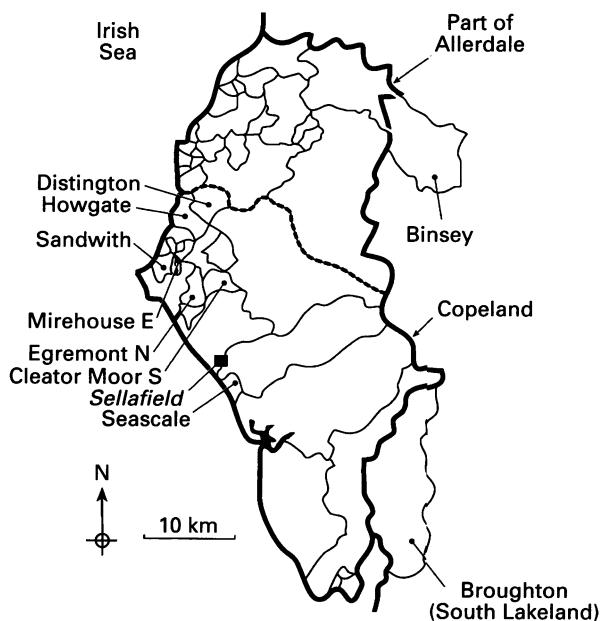 Irish
Sea
Part of
Allerdale
Distington
Howgate
Sandwith
Binsey
Mirehouse E
Copeland
Egremont N
Cleator Moor S
Sellafield
Seascale
N
10 km
Broughton
(South Lakeland)